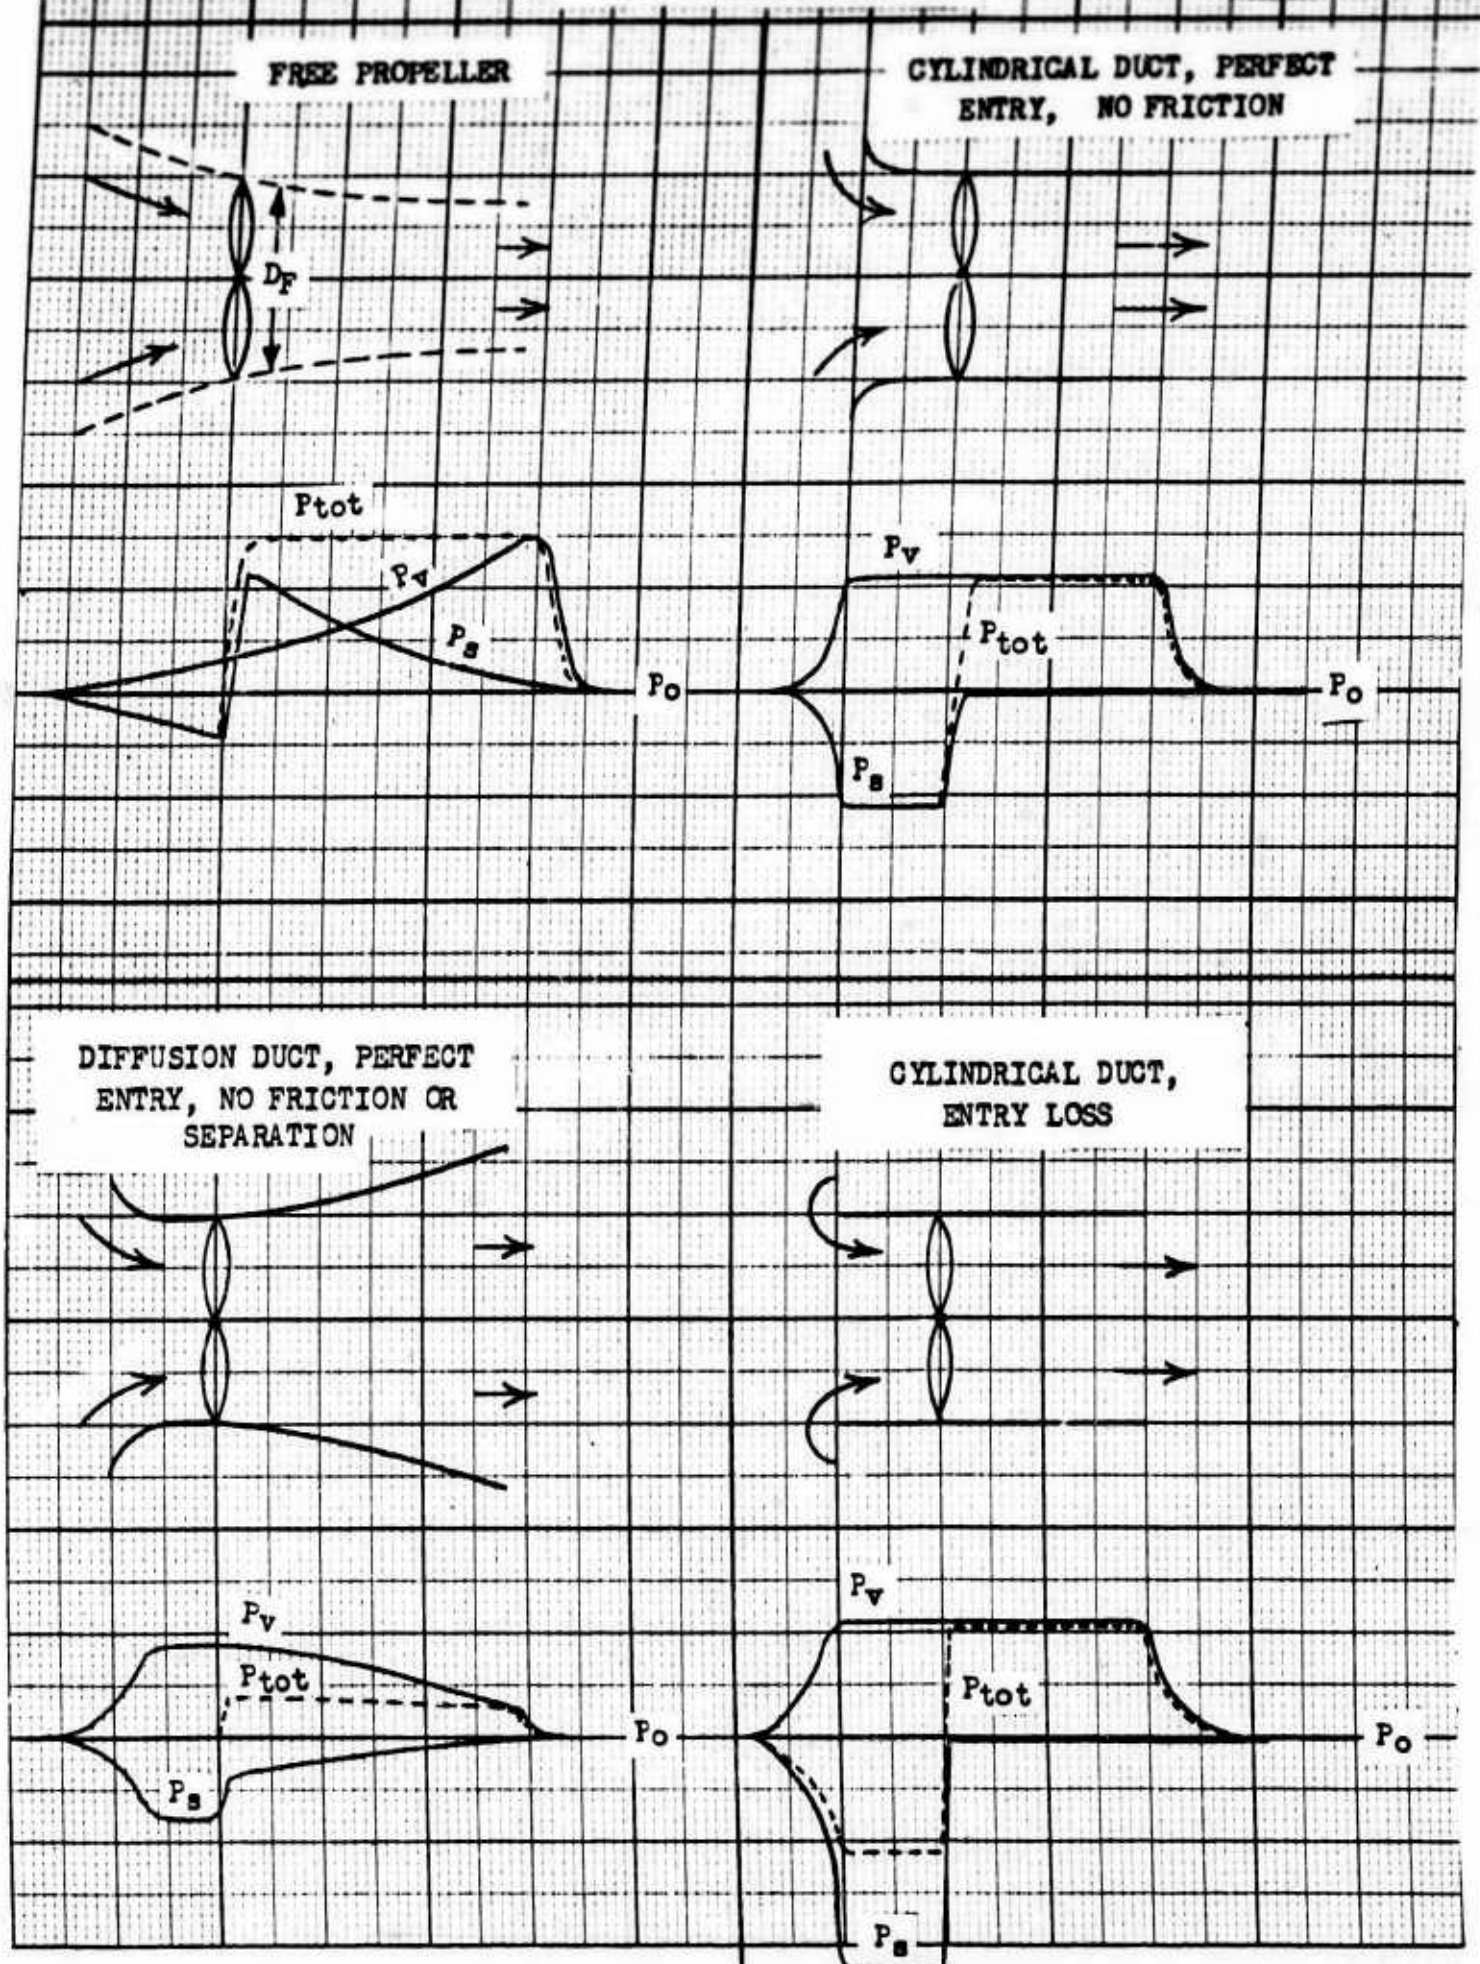 FREE PROPELLER
CYLINDRICAL DUCT, PERFECT
ENTRY, NO FRICTION
DF
Ptot
Pv
Ps
Po
Pv
Ptot
Po
Ps
DIFFUSION DUCT, PERFECT
ENTRY, NO FRICTION OR
SEPARATION
CYLINDRICAL DUCT,
ENTRY LOSS
Pv
Ptot
Po
Ps
Pv
Ptot
Po
Ps